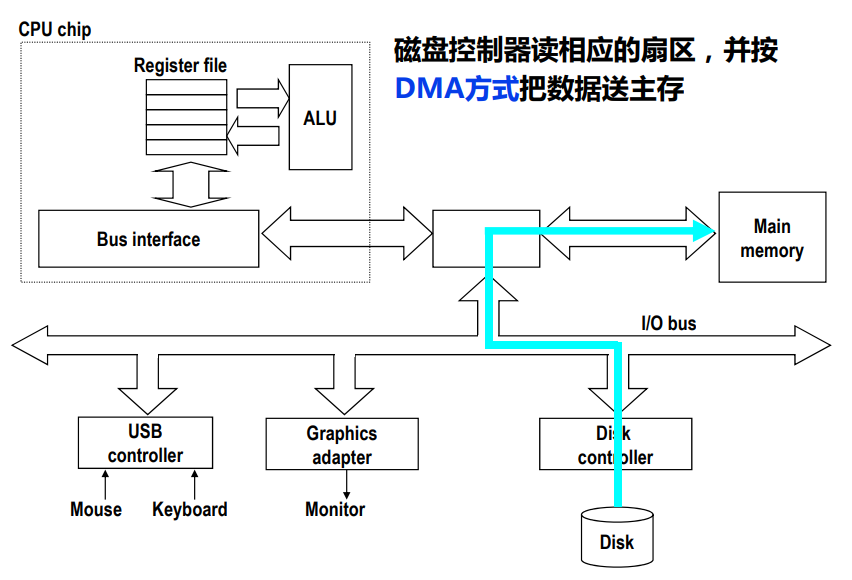 CPU chip
磁盘控制器读相应的扇区，并按
DMA方式把数据送主存
Register file
ALU
Bus interface
Main
memory
I/O bus
USB
controller
Graphics
adapter
Disk
controller
Mouse
Keyboard
Monitor
Disk